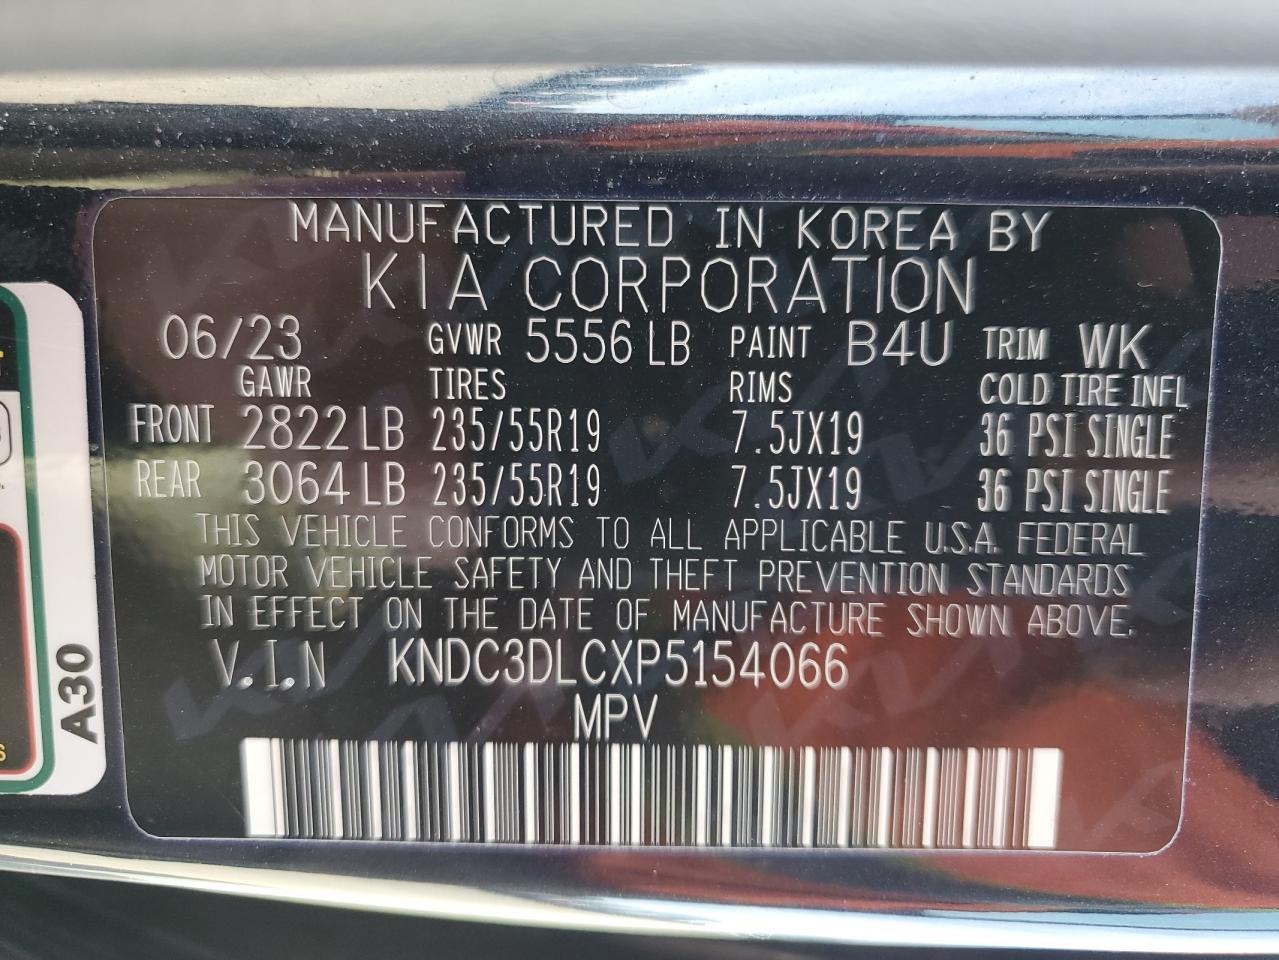 MANUFACTURED IN KOREA BY
KIA CORPORATION
06/23 GVWR 5556 LB PAINT B4U TRIM WK
GAWR TIRES RIMS COLD TIRE INFL
FRONT 2822 LB 235/55R19 7.5JX19 36 PSI SINGLE
REAR 3064 LB 235/55R19 7.5JX19 36 PSI SINGLE
THIS VEHICLE CONFORMS TO ALL APPLICABLE U.S.A. FEDERAL
MOTOR VEHICLE SAFETY AND THEFT PREVENTION STANDARDS
IN EFFECT ON THE DATE OF MANUFACTURE SHOWN ABOVE.
V.I.N KNDC3DLCXP5154066
MPV
A30